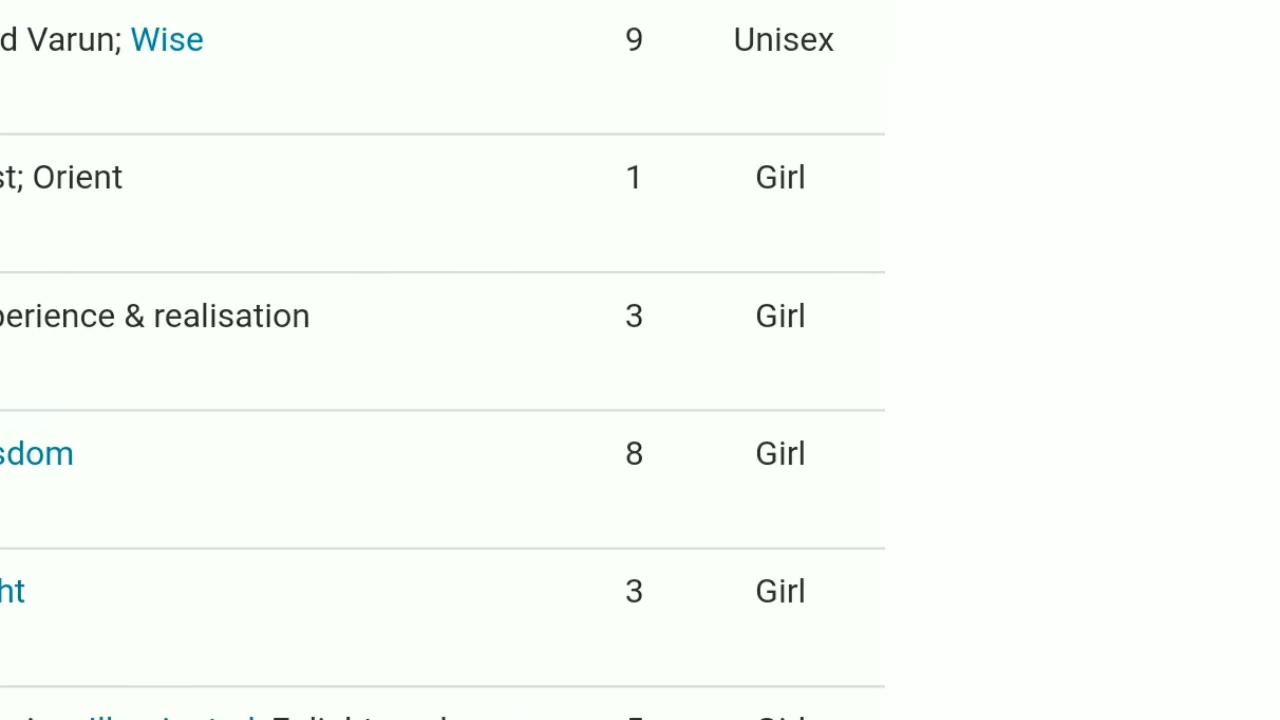 d Varun; Wise 9 Unisex
st; Orient 1 Girl
perience & realisation 3 Girl
sdom 8 Girl
ht 3 Girl